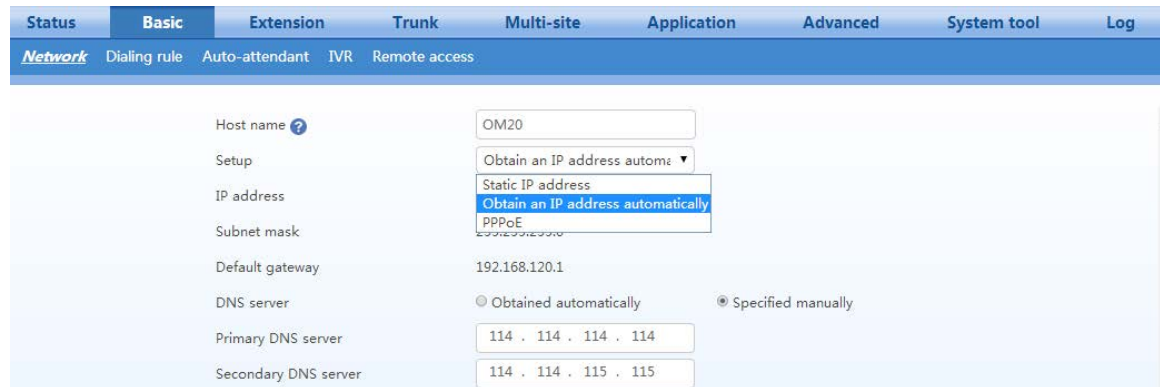 Status Basic Extension Trunk Multi-site Application Advanced System tool Log
Network Dialing rule Auto-attendant IVR Remote access
Host name ?
OM20
Setup
Obtain an IP address automa
Static IP address
IP address
Obtain an IP address automatically
PPPoE
Subnet mask
Default gateway 192.168.120.1
DNS server Obtained automatically Specified manually
Primary DNS server 114 . 114 . 114 . 114
Secondary DNS server 114 . 114 . 115 . 115